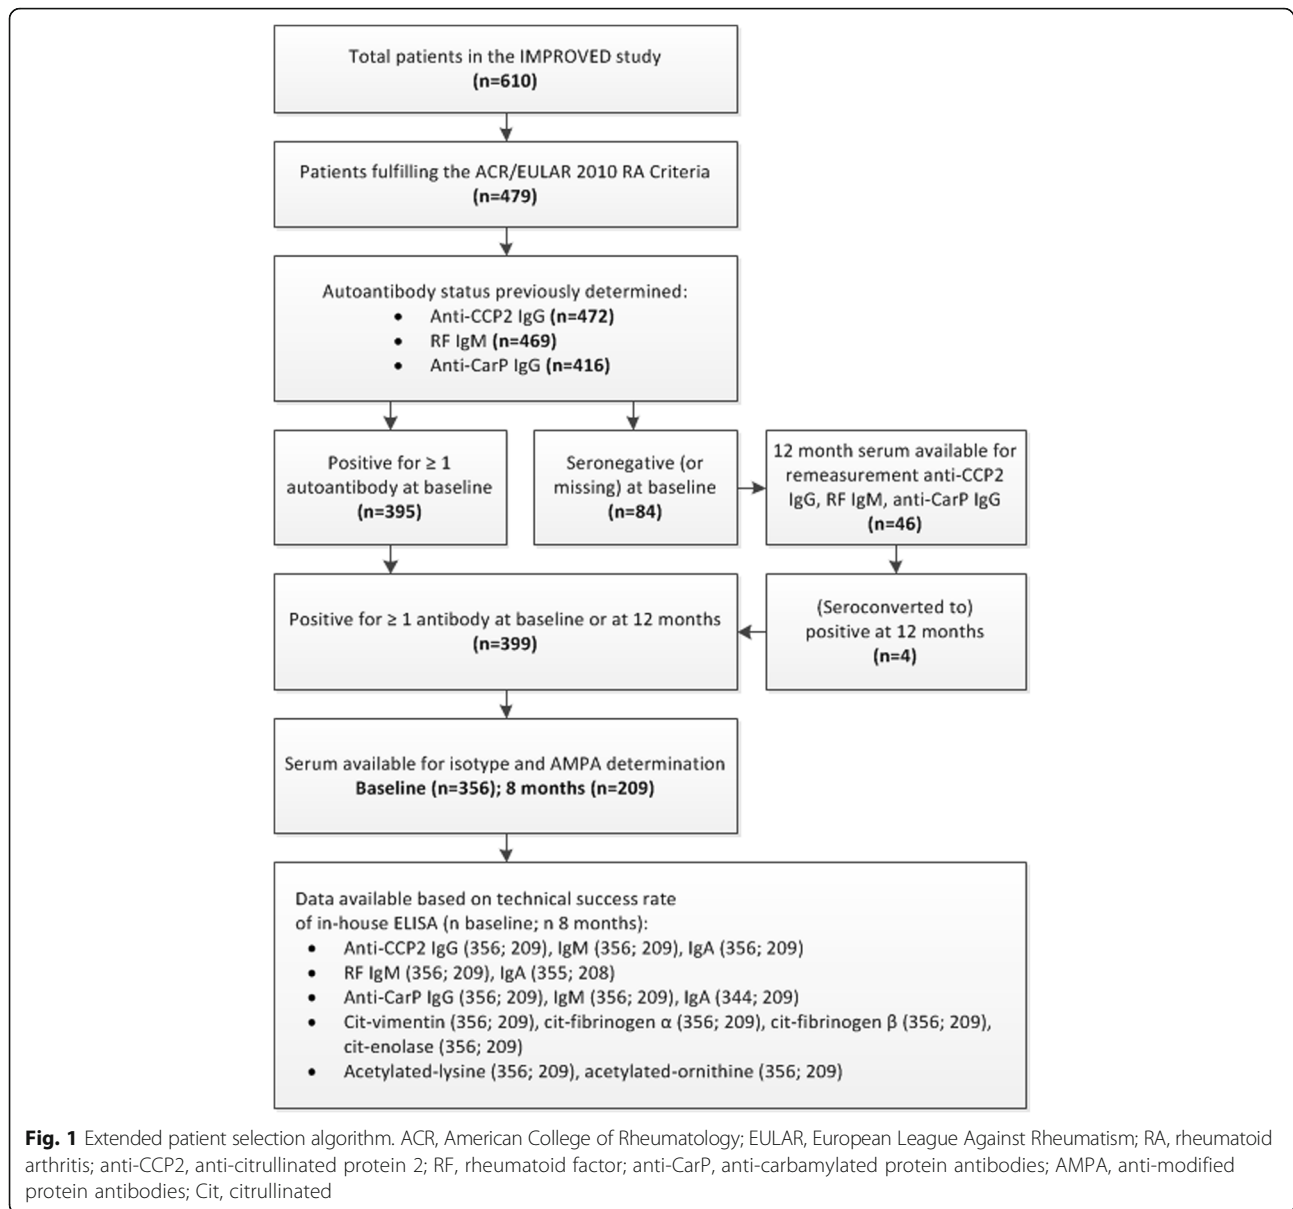 Total patients in the IMPROVED study
(n=610)
Patients fulfilling the ACR/EULAR 2010 RA Criteria
(n=479)
Autoantibody status previously determined:
• Anti-CCP2 IgG (n=472)
• RF IgM (n=469)
• Anti-CarP IgG (n=416)
Positive for ≥ 1
autoantibody at baseline
(n=395)
Seronegative (or
missing) at baseline
(n=84)
12 month serum available for
remeasurement anti-CCP2
IgG, RF IgM, anti-CarP IgG
(n=46)
Positive for ≥ 1 antibody at baseline or at 12 months
(n=399)
(Seroconverted to)
positive at 12 months
(n=4)
Serum available for isotype and AMPA determination
Baseline (n=356); 8 months (n=209)
Data available based on technical success rate
of in-house ELISA (n baseline; n 8 months):
• Anti-CCP2 IgG (356; 209), IgM (356; 209), IgA (356; 209)
• RF IgM (356; 209), IgA (355; 208)
• Anti-CarP IgG (356; 209), IgM (356; 209), IgA (344; 209)
• Cit-vimentin (356; 209), cit-fibrinogen α (356; 209), cit-fibrinogen β (356; 209),
cit-enolase (356; 209)
• Acetylated-lysine (356; 209), acetylated-ornithine (356; 209)
Fig. 1 Extended patient selection algorithm. ACR, American College of Rheumatology; EULAR, European League Against Rheumatism; RA, rheumatoid
arthritis; anti-CCP2, anti-citrullinated protein 2; RF, rheumatoid factor; anti-CarP, anti-carbamylated protein antibodies; AMPA, anti-modified
protein antibodies; Cit, citrullinated